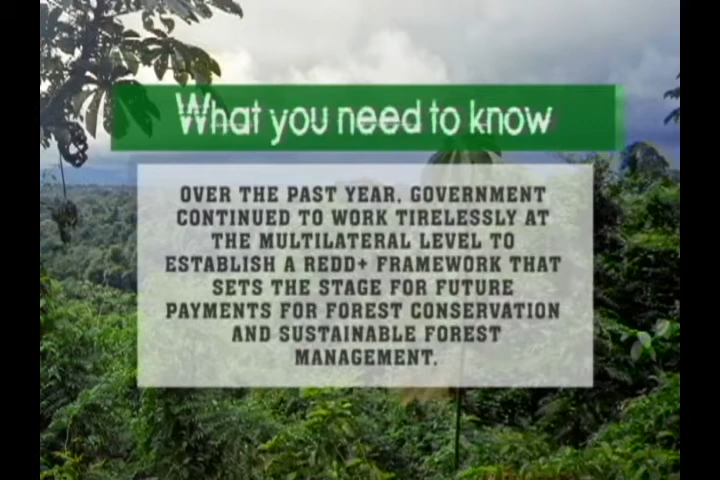 What you need to know
OVER THE PAST YEAR, GOVERNMENT
CONTINUED TO WORK TIRELESSLY AT
THE MULTILATERAL LEVEL TO
ESTABLISH A REDD+ FRAMEWORK THAT
SETS THE STAGE FOR FUTURE
PAYMENTS FOR FOREST CONSERVATION
AND SUSTAINABLE FOREST
MANAGEMENT.